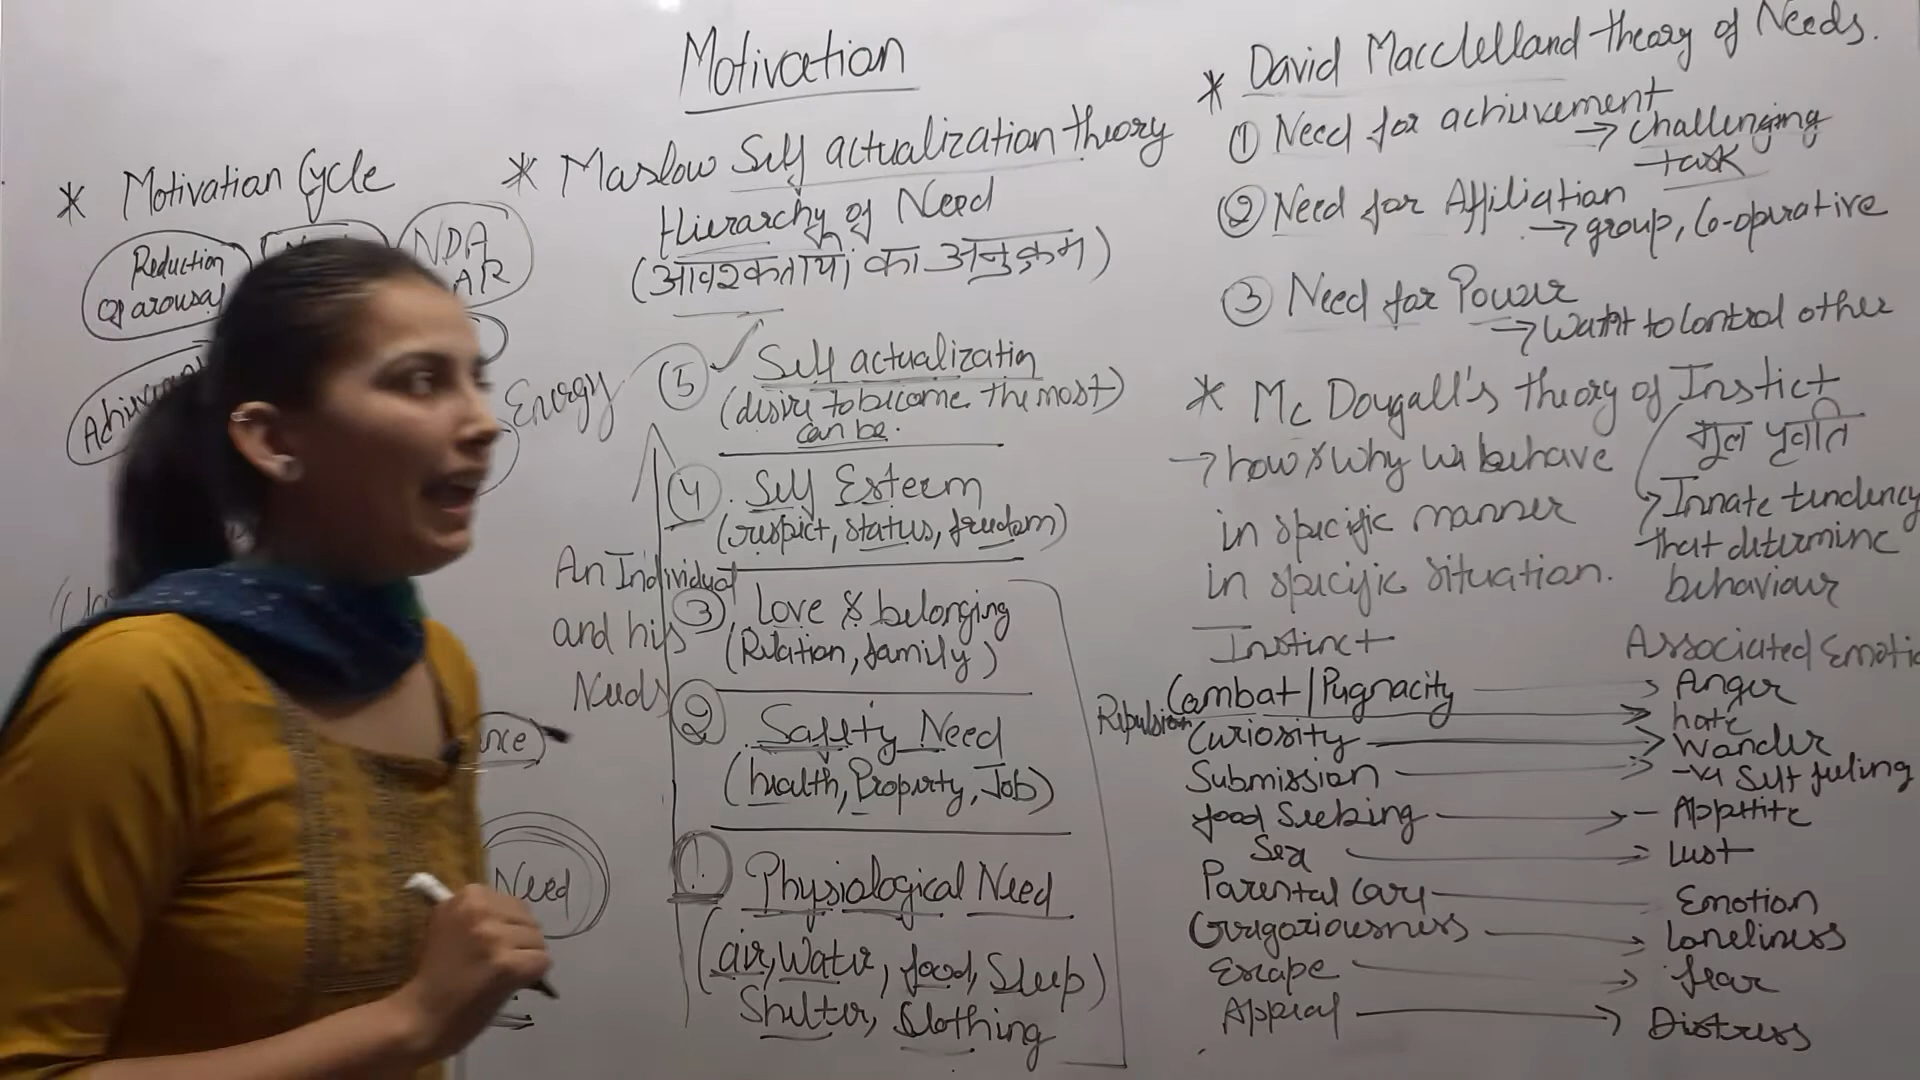 Motivation
* Motivation Cycle
Reduction
of arousal
NDA
AR
Energy
Need
* Maslow Self actualization theory
Hierarchy of Need
(आवश्कतायों का अनुक्रम)
⑤ ✓ Self actualization
(desire to become the most)
can be.
④. Self Esteem
(respect, status, freedom)
An Individual
and his
Needs
③. Love & belonging
(Relation, family)
② Safety Need
(health, Property, Job)
① Physiological Need
(air, Water, food, Sleep)
Shelter, Clothing
* David Macclelland theory of Needs.
① Need for achievement
→ Challenging
task
② Need for Affiliation
→ group, Co-operative
③ Need for Power
→ Want to Control other
* Mc Dougall's theory of Instict
मूल प्रवति
→ how & why we behave
in specific manner
in specific situation.
→ Innate tendency
that determine
behaviour
Instinct
Associated Emotio
Combat/Pugnacity → Anger
Repulsion → hate
Curiosity → Wonder
Submission → -ve Self feeling
food Seeking → - Appetite
Sex → Lust
Parental Care Emotion
Gregariousness → Loneliness
Escape → fear
Appeal → Distress